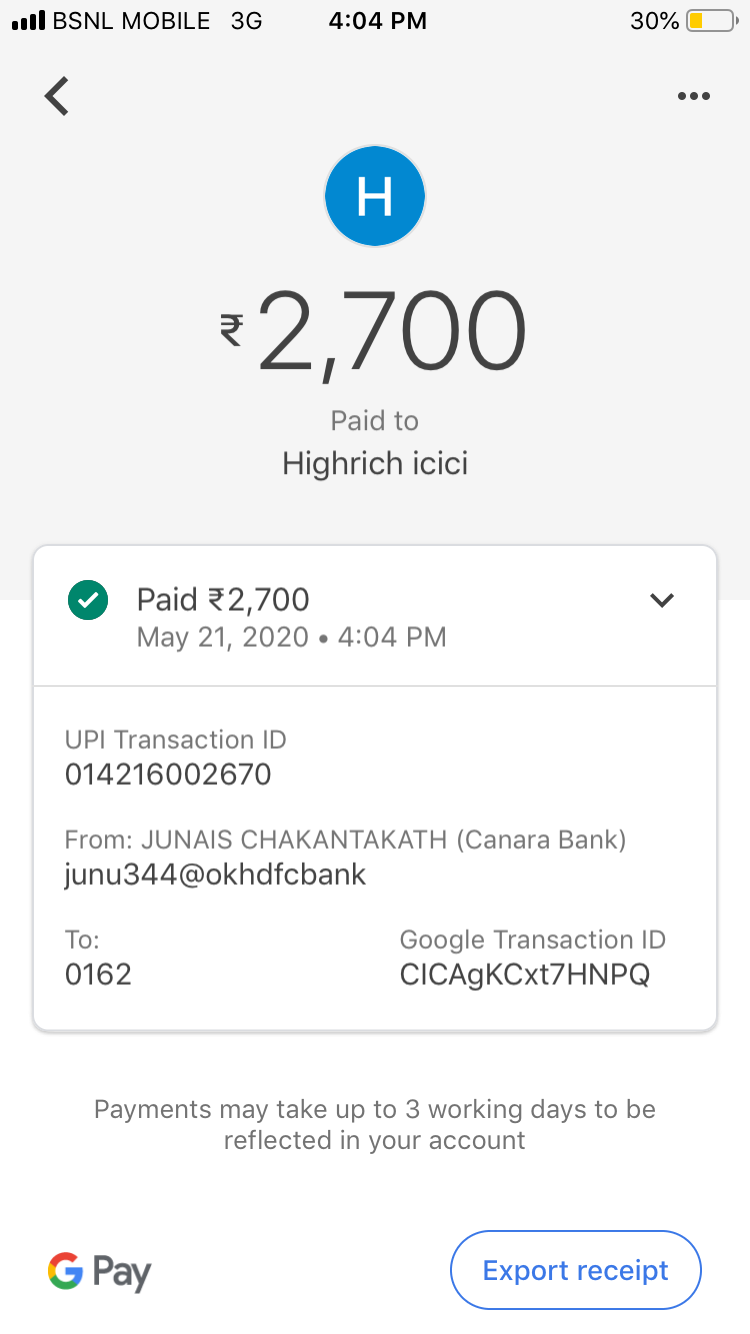 BSNL MOBILE 3G 4:04 PM 30%
H
₹2,700
Paid to
Highrich icici
Paid ₹2,700
May 21, 2020 • 4:04 PM
UPI Transaction ID
014216002670
From: JUNAIS CHAKANTAKATH (Canara Bank)
junu344@okhdfcbank
To: Google Transaction ID
0162 CICAgKCxt7HNPQ
Payments may take up to 3 working days to be
reflected in your account
G Pay Export receipt